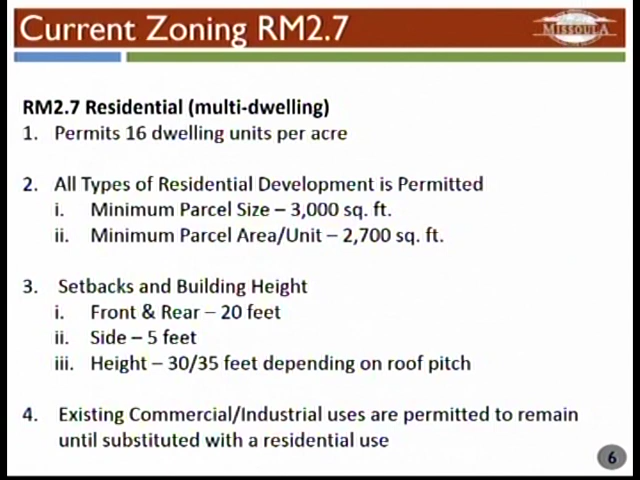 Current Zoning RM2.7
MISSOULA
RM2.7 Residential (multi-dwelling)
1. Permits 16 dwelling units per acre
2. All Types of Residential Development is Permitted
i. Minimum Parcel Size – 3,000 sq. ft.
ii. Minimum Parcel Area/Unit – 2,700 sq. ft.
3. Setbacks and Building Height
i. Front & Rear – 20 feet
ii. Side – 5 feet
iii. Height – 30/35 feet depending on roof pitch
4. Existing Commercial/Industrial uses are permitted to remain
until substituted with a residential use
6